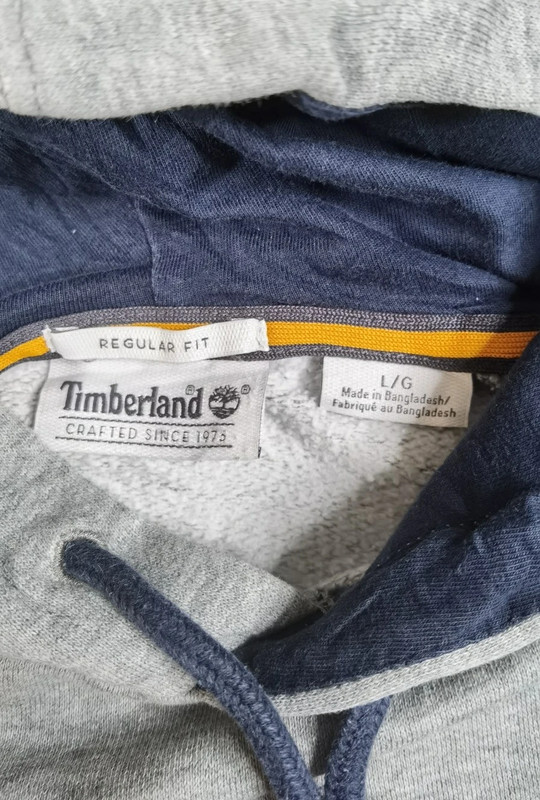 REGULAR FIT
Timberland®
CRAFTED SINCE 1973
L/G
Made in Bangladesh/
Fabriqué au Bangladesh